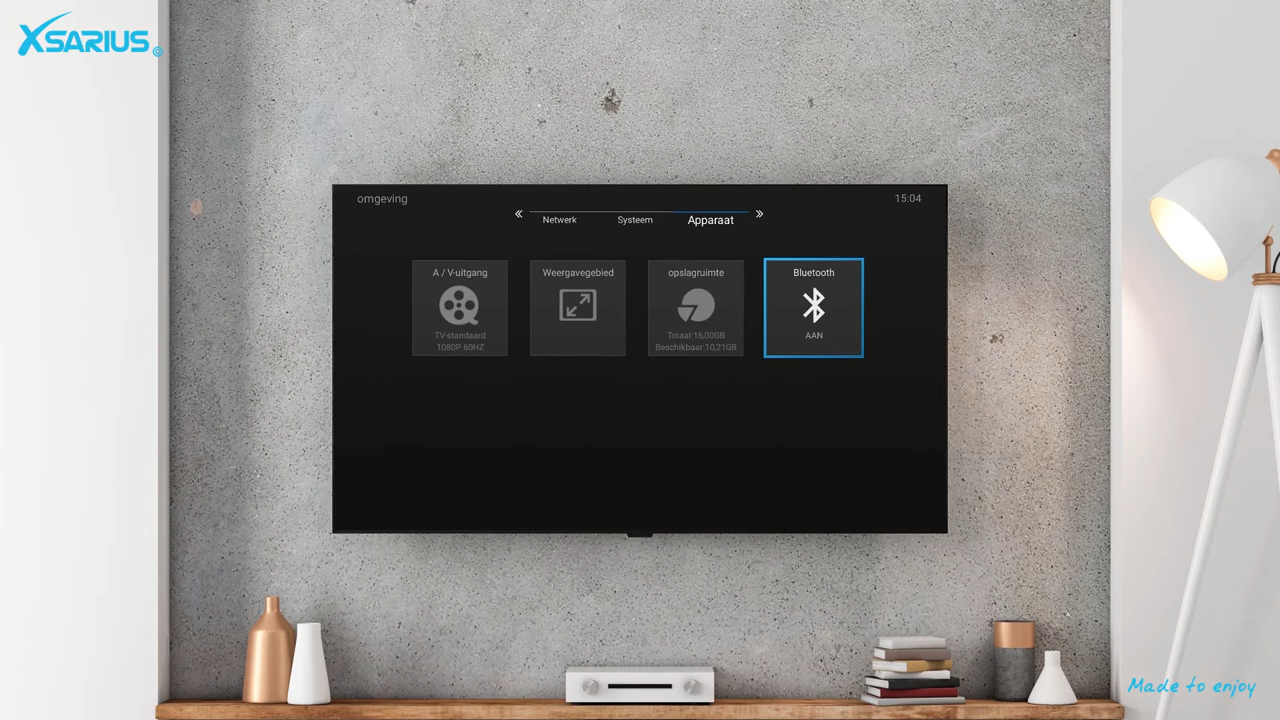 XSARIUS©
omgeving
15:04
Netwerk
Systeem
Apparaat
A / V-uitgang
TV-standaard
1080P 60HZ
Weergavegebied
opslagruimte
Totaal:16,00GB
Beschikbaar:10,21GB
Bluetooth
AAN
Made to enjoy